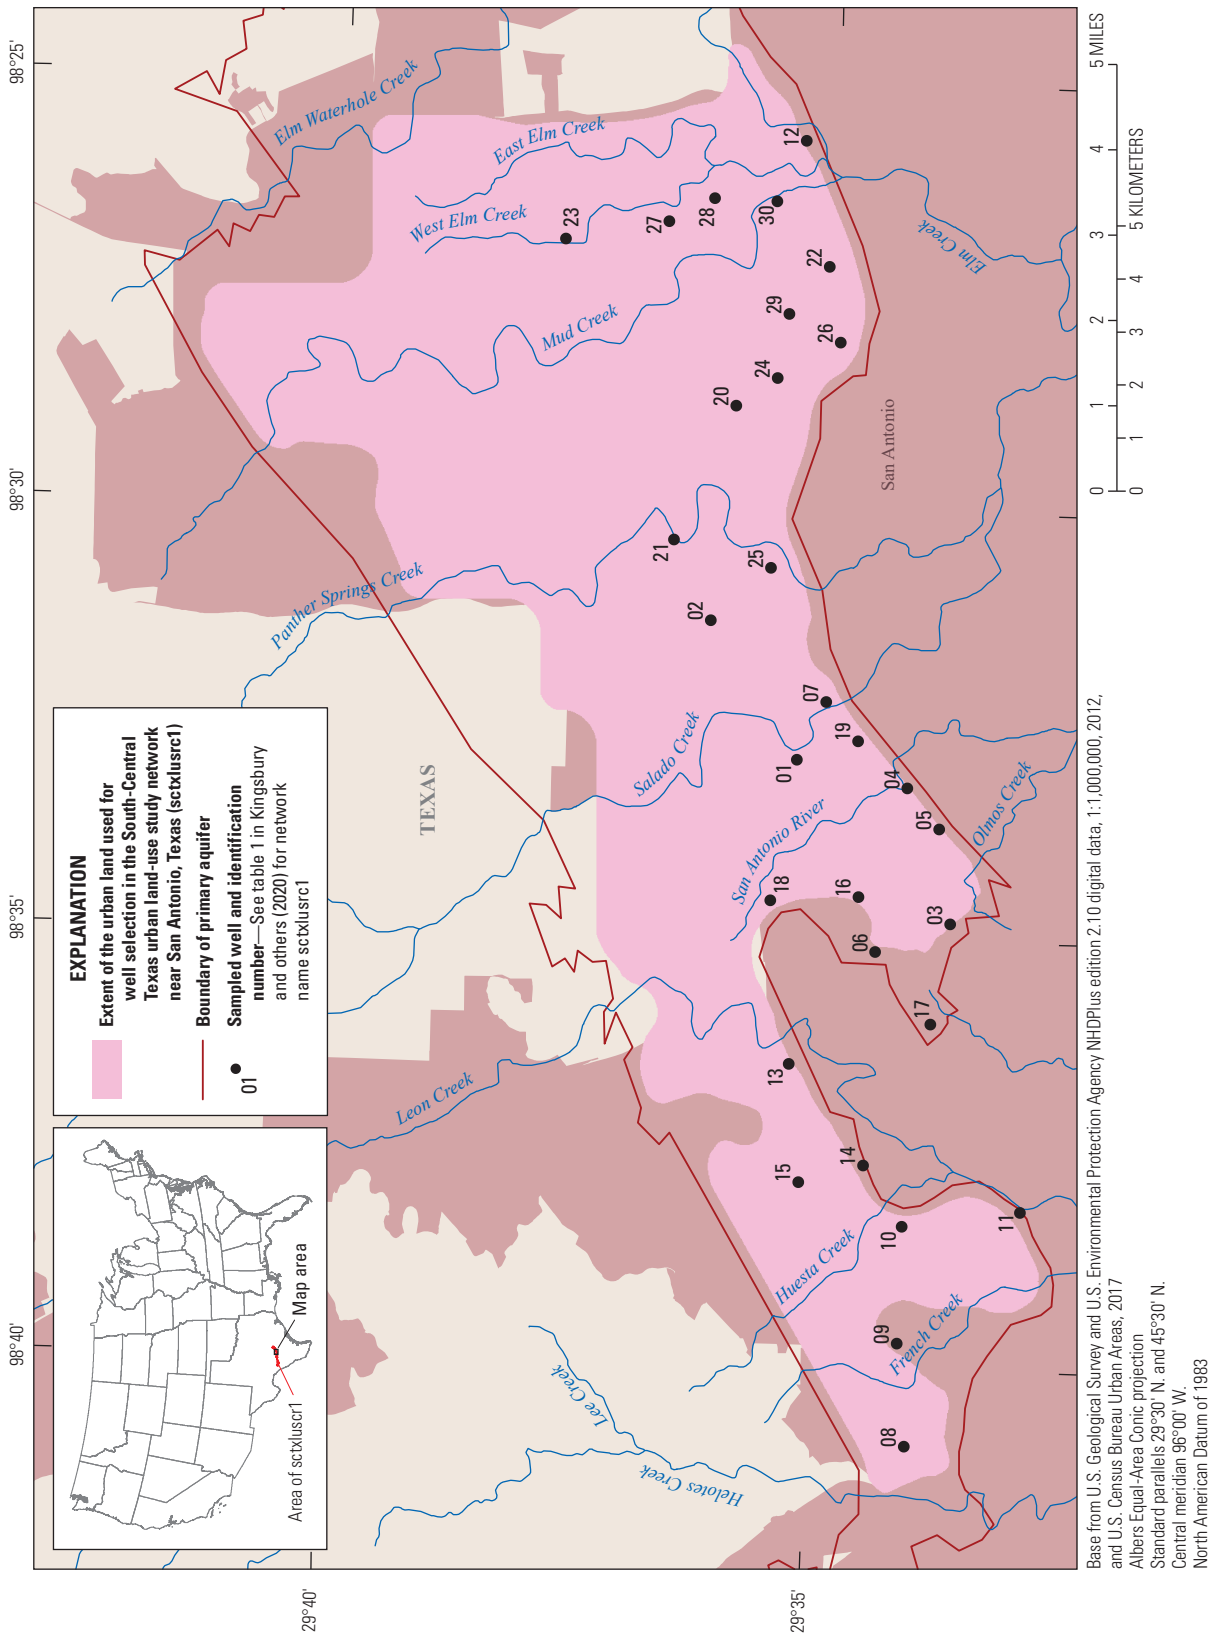 98°40'
98°35'
98°30'
98°25'
29°40'
29°35'
EXPLANATION
Extent of the urban land used for
well selection in the South-Central
Texas urban land-use study network
near San Antonio, Texas (sctxlusrc1)
Boundary of primary aquifer
01
Sampled well and identification
number—See table 1 in Kingsbury
and others (2020) for network
name sctxlusrc1
Area of sctxluscr1
Map area
TEXAS
San Antonio
Helotes Creek
Lee Creek
French Creek
Huesta Creek
Leon Creek
San Antonio River
Olmos Creek
Salado Creek
Panther Springs Creek
Mud Creek
West Elm Creek
East Elm Creek
Elm Waterhole Creek
Elm Creek
08
09
10
11
15
14
13
17
06
03
16
18
05
04
01
19
07
02
25
21
20
24
26
29
22
23
27
28
30
12
0 1 2 3 4 5 MILES
0 1 2 3 4 5 KILOMETERS
Base from U.S. Geological Survey and U.S. Environmental Protection Agency NHDPlus edition 2.10 digital data, 1:1,000,000, 2012,
and U.S. Census Bureau Urban Areas, 2017
Albers Equal-Area Conic projection
Standard parallels 29°30' N. and 45°30' N.
Central meridian 96°00' W.
North American Datum of 1983